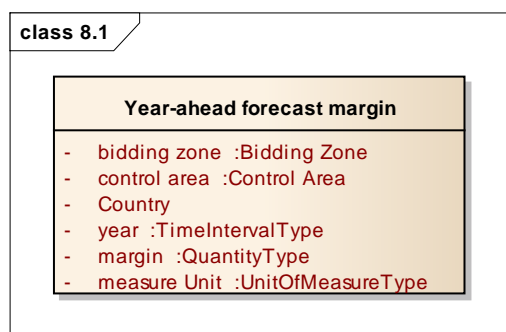 class 8.1
Year-ahead forecast margin
- bidding zone :Bidding Zone
- control area :Control Area
- Country
- year :TimeIntervalType
- margin :QuantityType
- measure Unit :UnitOfMeasureType